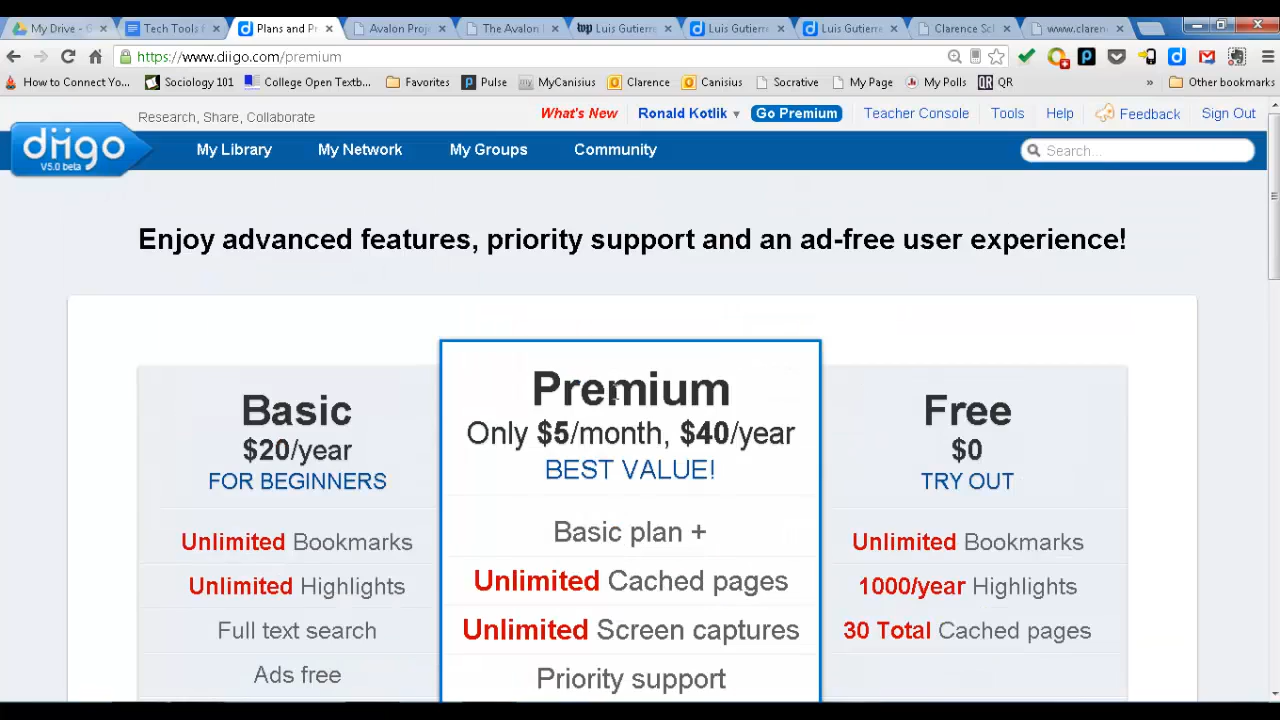 My Drive - G
Tech Tools f
Plans and Pr
Avalon Proj
The Avalon
Luis Gutierre
Luis Gutierre
Luis Gutierre
Clarence Scl
www.claren
https://www.diigo.com/premium
How to Connect Yo...
Sociology 101
College Open Textb...
Favorites
Pulse
MyCanisius
Clarence
Canisius
Socrative
My Page
My Polls
QR
»
Other bookmarks
Research, Share, Collaborate
What's New
Ronald Kotlik
Go Premium
Teacher Console
Tools
Help
Feedback
Sign Out
diigo
V5.0 beta
My Library
My Network
My Groups
Community
Search...
Enjoy advanced features, priority support and an ad-free user experience!
Basic
$20/year
FOR BEGINNERS
Unlimited Bookmarks
Unlimited Highlights
Full text search
Ads free
Premium
Only $5/month, $40/year
BEST VALUE!
Basic plan +
Unlimited Cached pages
Unlimited Screen captures
Priority support
Free
$0
TRY OUT
Unlimited Bookmarks
1000/year Highlights
30 Total Cached pages